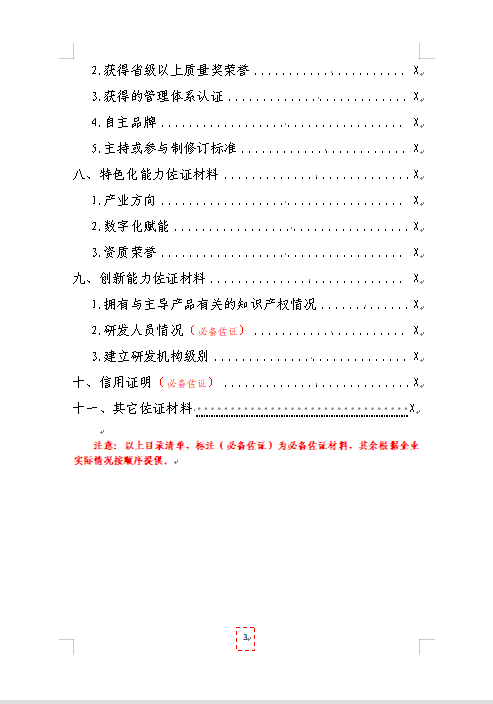 2.获得省级以上质量奖荣誉........................ X
3.获得的管理体系认证........................... X
4.自主品牌................................... X
5.主持或参与制修订标准......................... X
八、特色化能力佐证材料........................... X
1.产业方向................................... X
2.数字化赋能................................. X
3.资质荣誉................................... X
九、创新能力佐证材料............................. X
1.拥有与主导产品有关的知识产权情况............. X
2.研发人员情况(必备佐证)..................... X
3.建立研发机构级别............................ X
十、信用证明(必备佐证)........................ X
十一、其它佐证材料.............................. X
注意:以上目录清单,标注(必备佐证)为必备佐证材料,其余根据企业
实际情况按顺序提供。
3